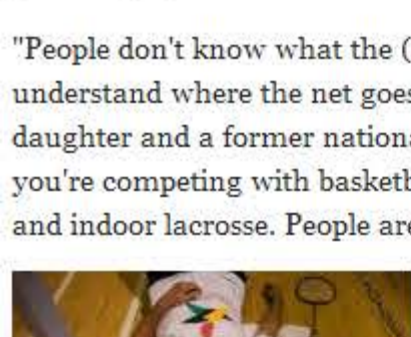 "People don't know what the (
understand where the net goes
daughter and a former nationa
you're competing with basketb
and indoor lacrosse. People are